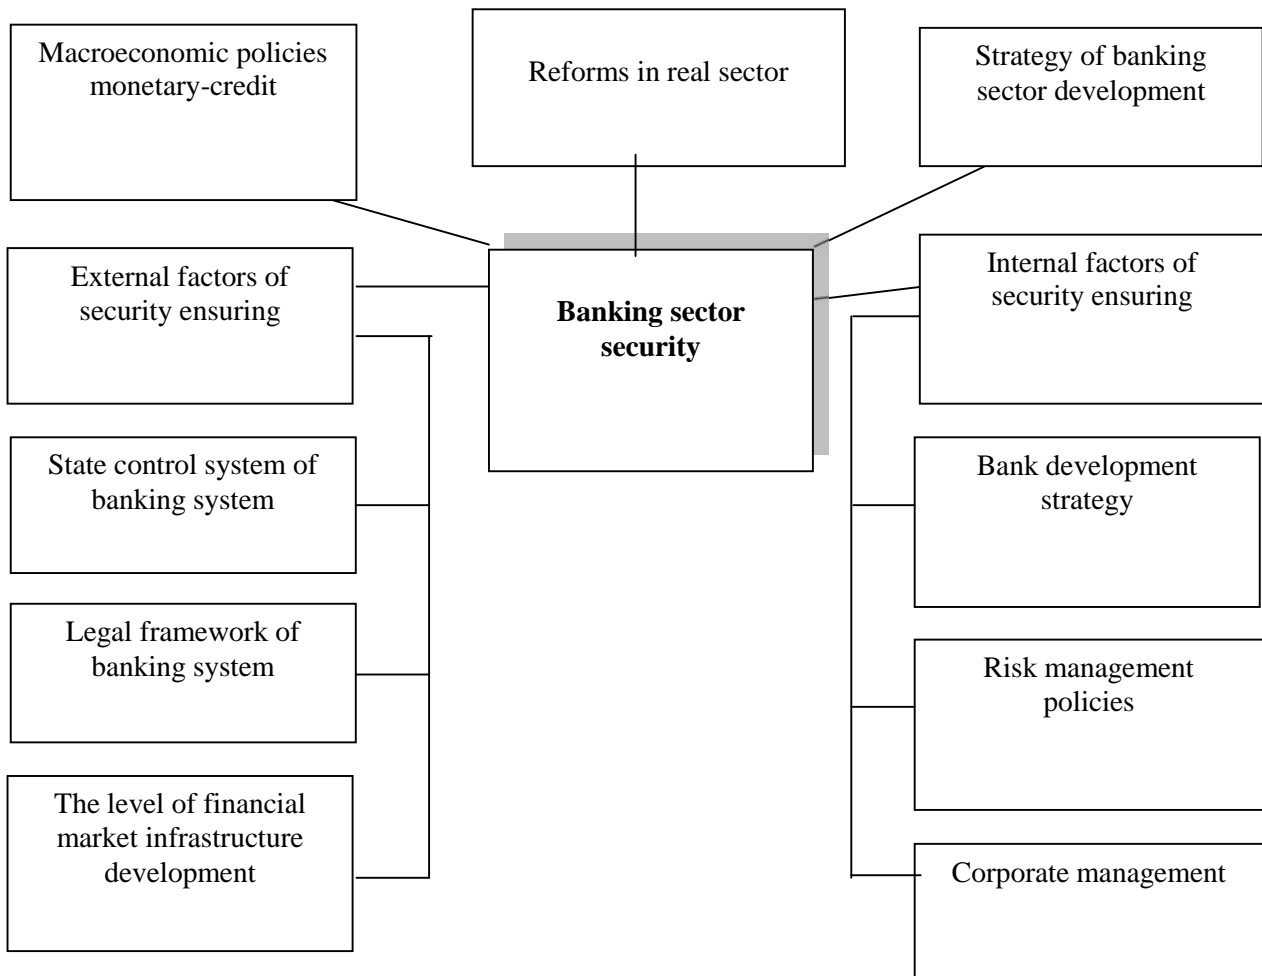 Macroeconomic policies
monetary-credit
Reforms in real sector
Strategy of banking
sector development
External factors of
security ensuring
Banking sector
security
Internal factors of
security ensuring
State control system of
banking system
Bank development
strategy
Legal framework of
banking system
Risk management
policies
The level of financial
market infrastructure
development
Corporate management